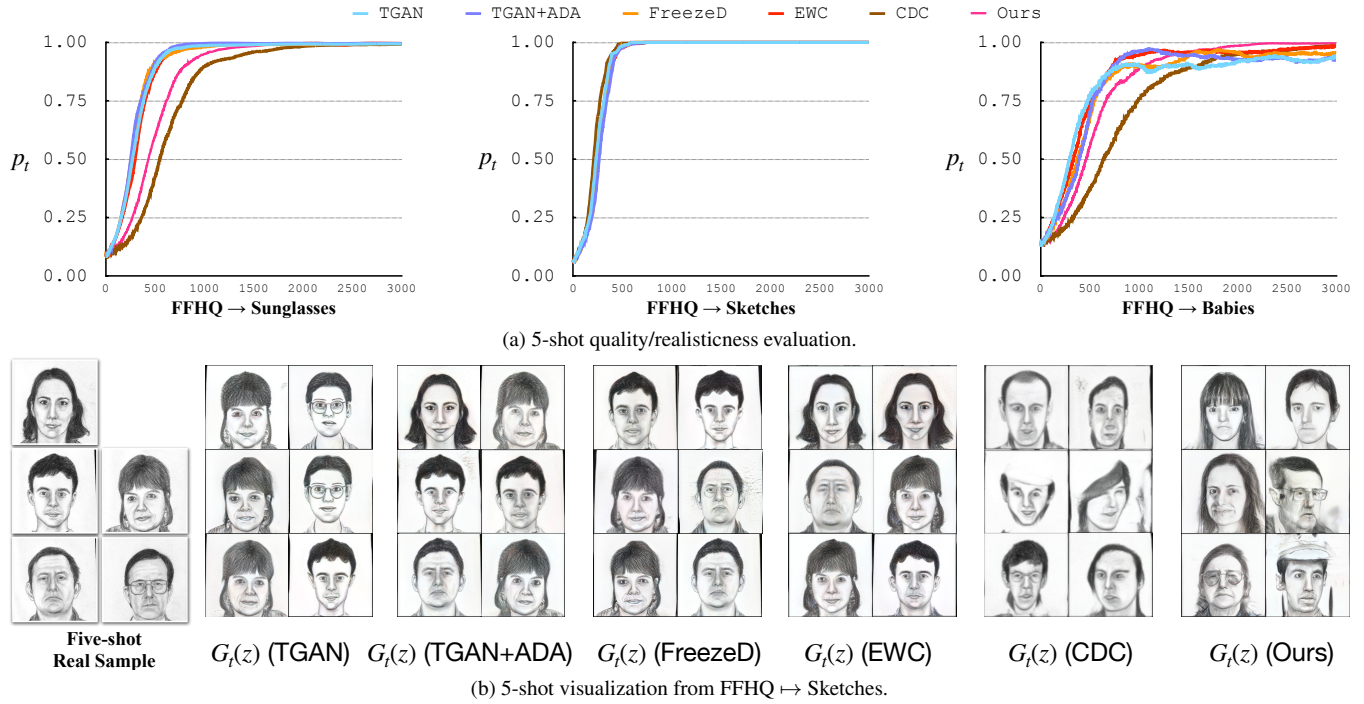 TGAN TGAN+ADA FreezeD EWC CDC Ours
1.00 1.00 1.00
0.75 0.75 0.75
p_t 0.50 p_t 0.50 p_t 0.50
0.25 0.25 0.25
0.00 0.00 0.00
0 500 1000 1500 2000 2500 3000 0 500 1000 1500 2000 2500 3000 0 500 1000 1500 2000 2500 3000
FFHQ → Sunglasses FFHQ → Sketches FFHQ → Babies
(a) 5-shot quality/realisticness evaluation.
Five-shot
Real Sample
G_t(z) (TGAN) G_t(z) (TGAN+ADA) G_t(z) (FreezeD) G_t(z) (EWC) G_t(z) (CDC) G_t(z) (Ours)
(b) 5-shot visualization from FFHQ ↦ Sketches.